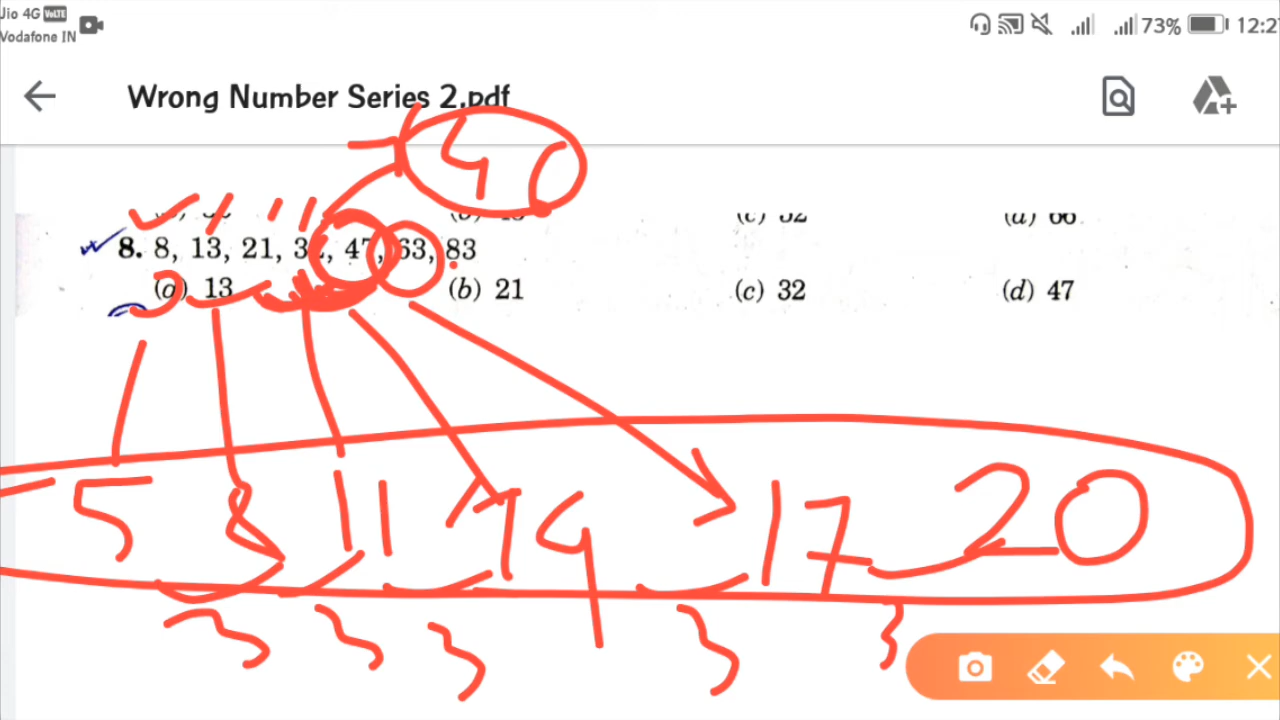 Jio 4G VoLTE
Vodafone IN
73% 12:2
Wrong Number Series 2.pdf
40
8. 8, 13, 21, 32, 47, 63, 83
(a) 13 (b) 21 (c) 32 (d) 47
5 8 11 14 17 20
3 3 3 3 3